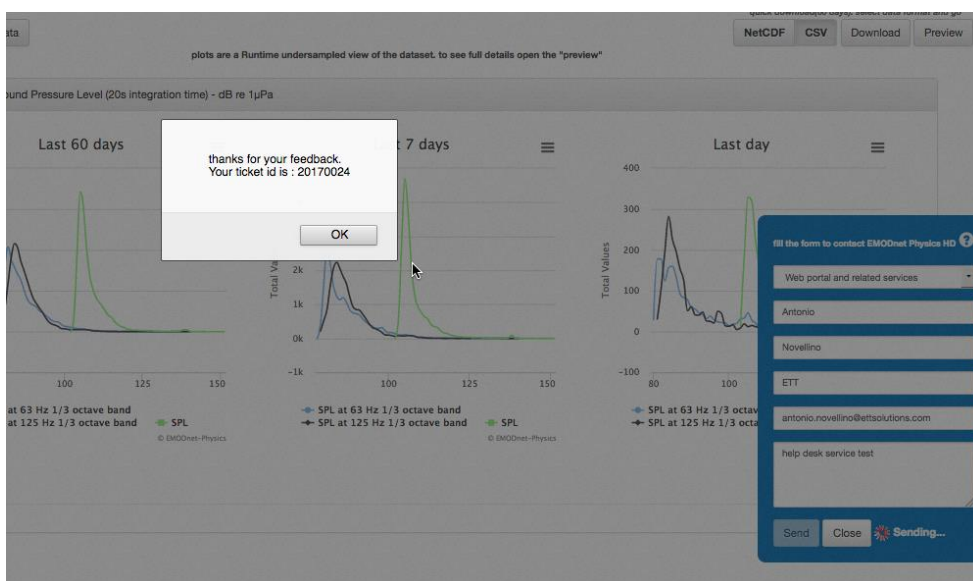 quick download(60 days): select data format and go
ata
NetCDF CSV Download Preview
plots are a Runtime undersampled view of the dataset. to see full details open the "preview"
ound Pressure Level (20s integration time) - dB re 1µPa
Last 60 days
7 days
Last day
thanks for your feedback.
Your ticket id is : 20170024
OK
Total Va
2k
1k
0k
-1k
Total Values
400
300
200
100
0
-100
100 125 150
100 125 150
80 100
at 63 Hz 1/3 octave band
at 125 Hz 1/3 octave band SPL
© EMODnet-Physics
SPL at 63 Hz 1/3 octave band
SPL at 125 Hz 1/3 octave band SPL
© EMODnet-Physics
SPL at 63 Hz 1/3 octav
SPL at 125 Hz 1/3 octa
fill the form to contact EMODnet Physics HD ?
Web portal and related services
Antonio
Novellino
ETT
antonio.novellino@ettsolutions.com
help desk service test
Send Close Sending...